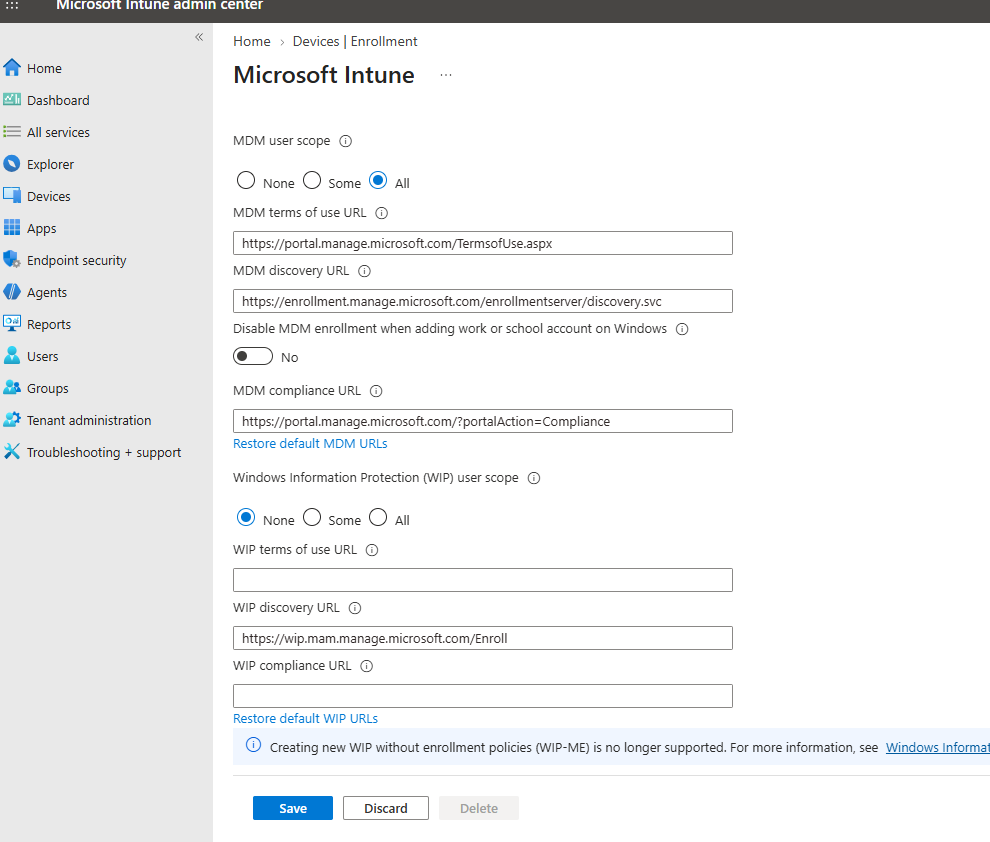 Microsoft Intune admin center
«
Home
Dashboard
All services
Explorer
Devices
Apps
Endpoint security
Agents
Reports
Users
Groups
Tenant administration
Troubleshooting + support
Home › Devices | Enrollment
Microsoft Intune ...
MDM user scope
None Some All
MDM terms of use URL
https://portal.manage.microsoft.com/TermsofUse.aspx
MDM discovery URL
https://enrollment.manage.microsoft.com/enrollmentserver/discovery.svc
Disable MDM enrollment when adding work or school account on Windows
No
MDM compliance URL
https://portal.manage.microsoft.com/?portalAction=Compliance
Restore default MDM URLs
Windows Information Protection (WIP) user scope
None Some All
WIP terms of use URL
WIP discovery URL
https://wip.mam.manage.microsoft.com/Enroll
WIP compliance URL
Restore default WIP URLs
Creating new WIP without enrollment policies (WIP-ME) is no longer supported. For more information, see Windows Informat
Save Discard Delete